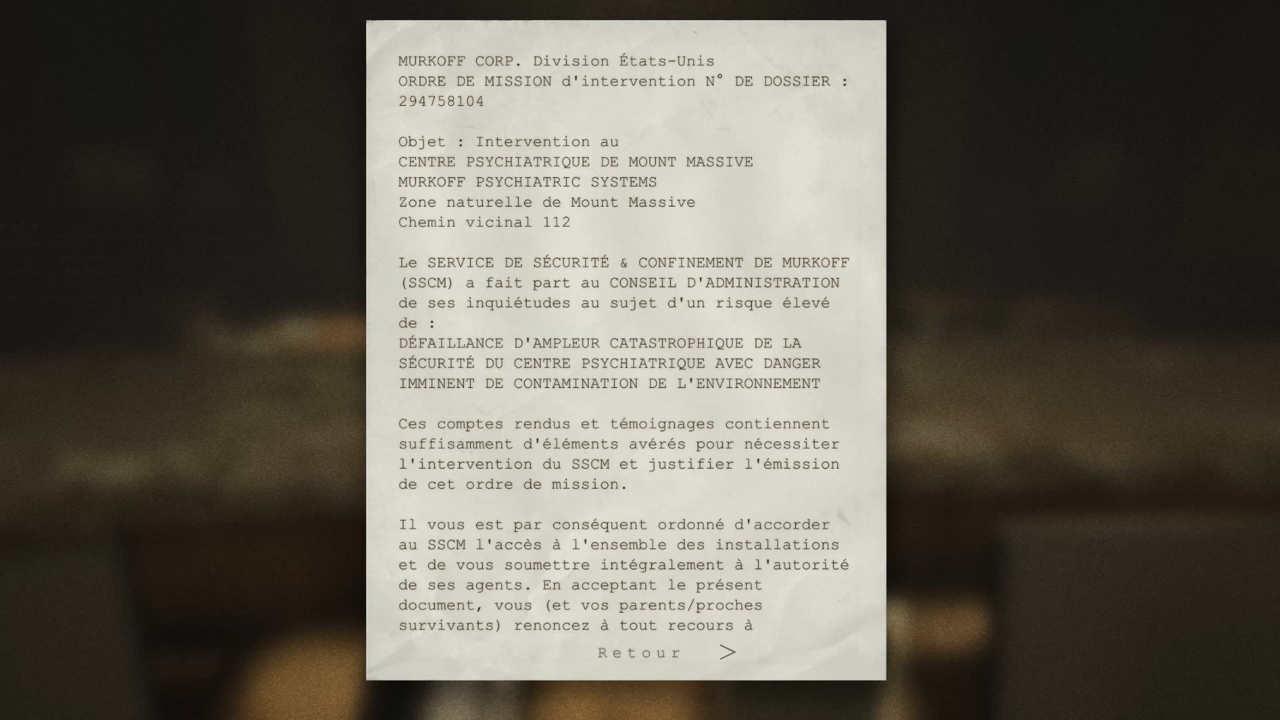 MURKOFF CORP. Division États-Unis
ORDRE DE MISSION d'intervention N° DE DOSSIER :
294758104
Objet : Intervention au
CENTRE PSYCHIATRIQUE DE MOUNT MASSIVE
MURKOFF PSYCHIATRIC SYSTEMS
Zone naturelle de Mount Massive
Chemin vicinal 112
Le SERVICE DE SÉCURITÉ & CONFINEMENT DE MURKOFF
(SSCM) a fait part au CONSEIL D'ADMINISTRATION
de ses inquiétudes au sujet d'un risque élevé
de :
DÉFAILLANCE D'AMPLEUR CATASTROPHIQUE DE LA
SÉCURITÉ DU CENTRE PSYCHIATRIQUE AVEC DANGER
IMMINENT DE CONTAMINATION DE L'ENVIRONNEMENT
Ces comptes rendus et témoignages contiennent
suffisamment d'éléments avérés pour nécessiter
l'intervention du SSCM et justifier l'émission
de cet ordre de mission.
Il vous est par conséquent ordonné d'accorder
au SSCM l'accès à l'ensemble des installations
et de vous soumettre intégralement à l'autorité
de ses agents. En acceptant le présent
document, vous (et vos parents/proches
survivants) renoncez à tout recours à
Retour >